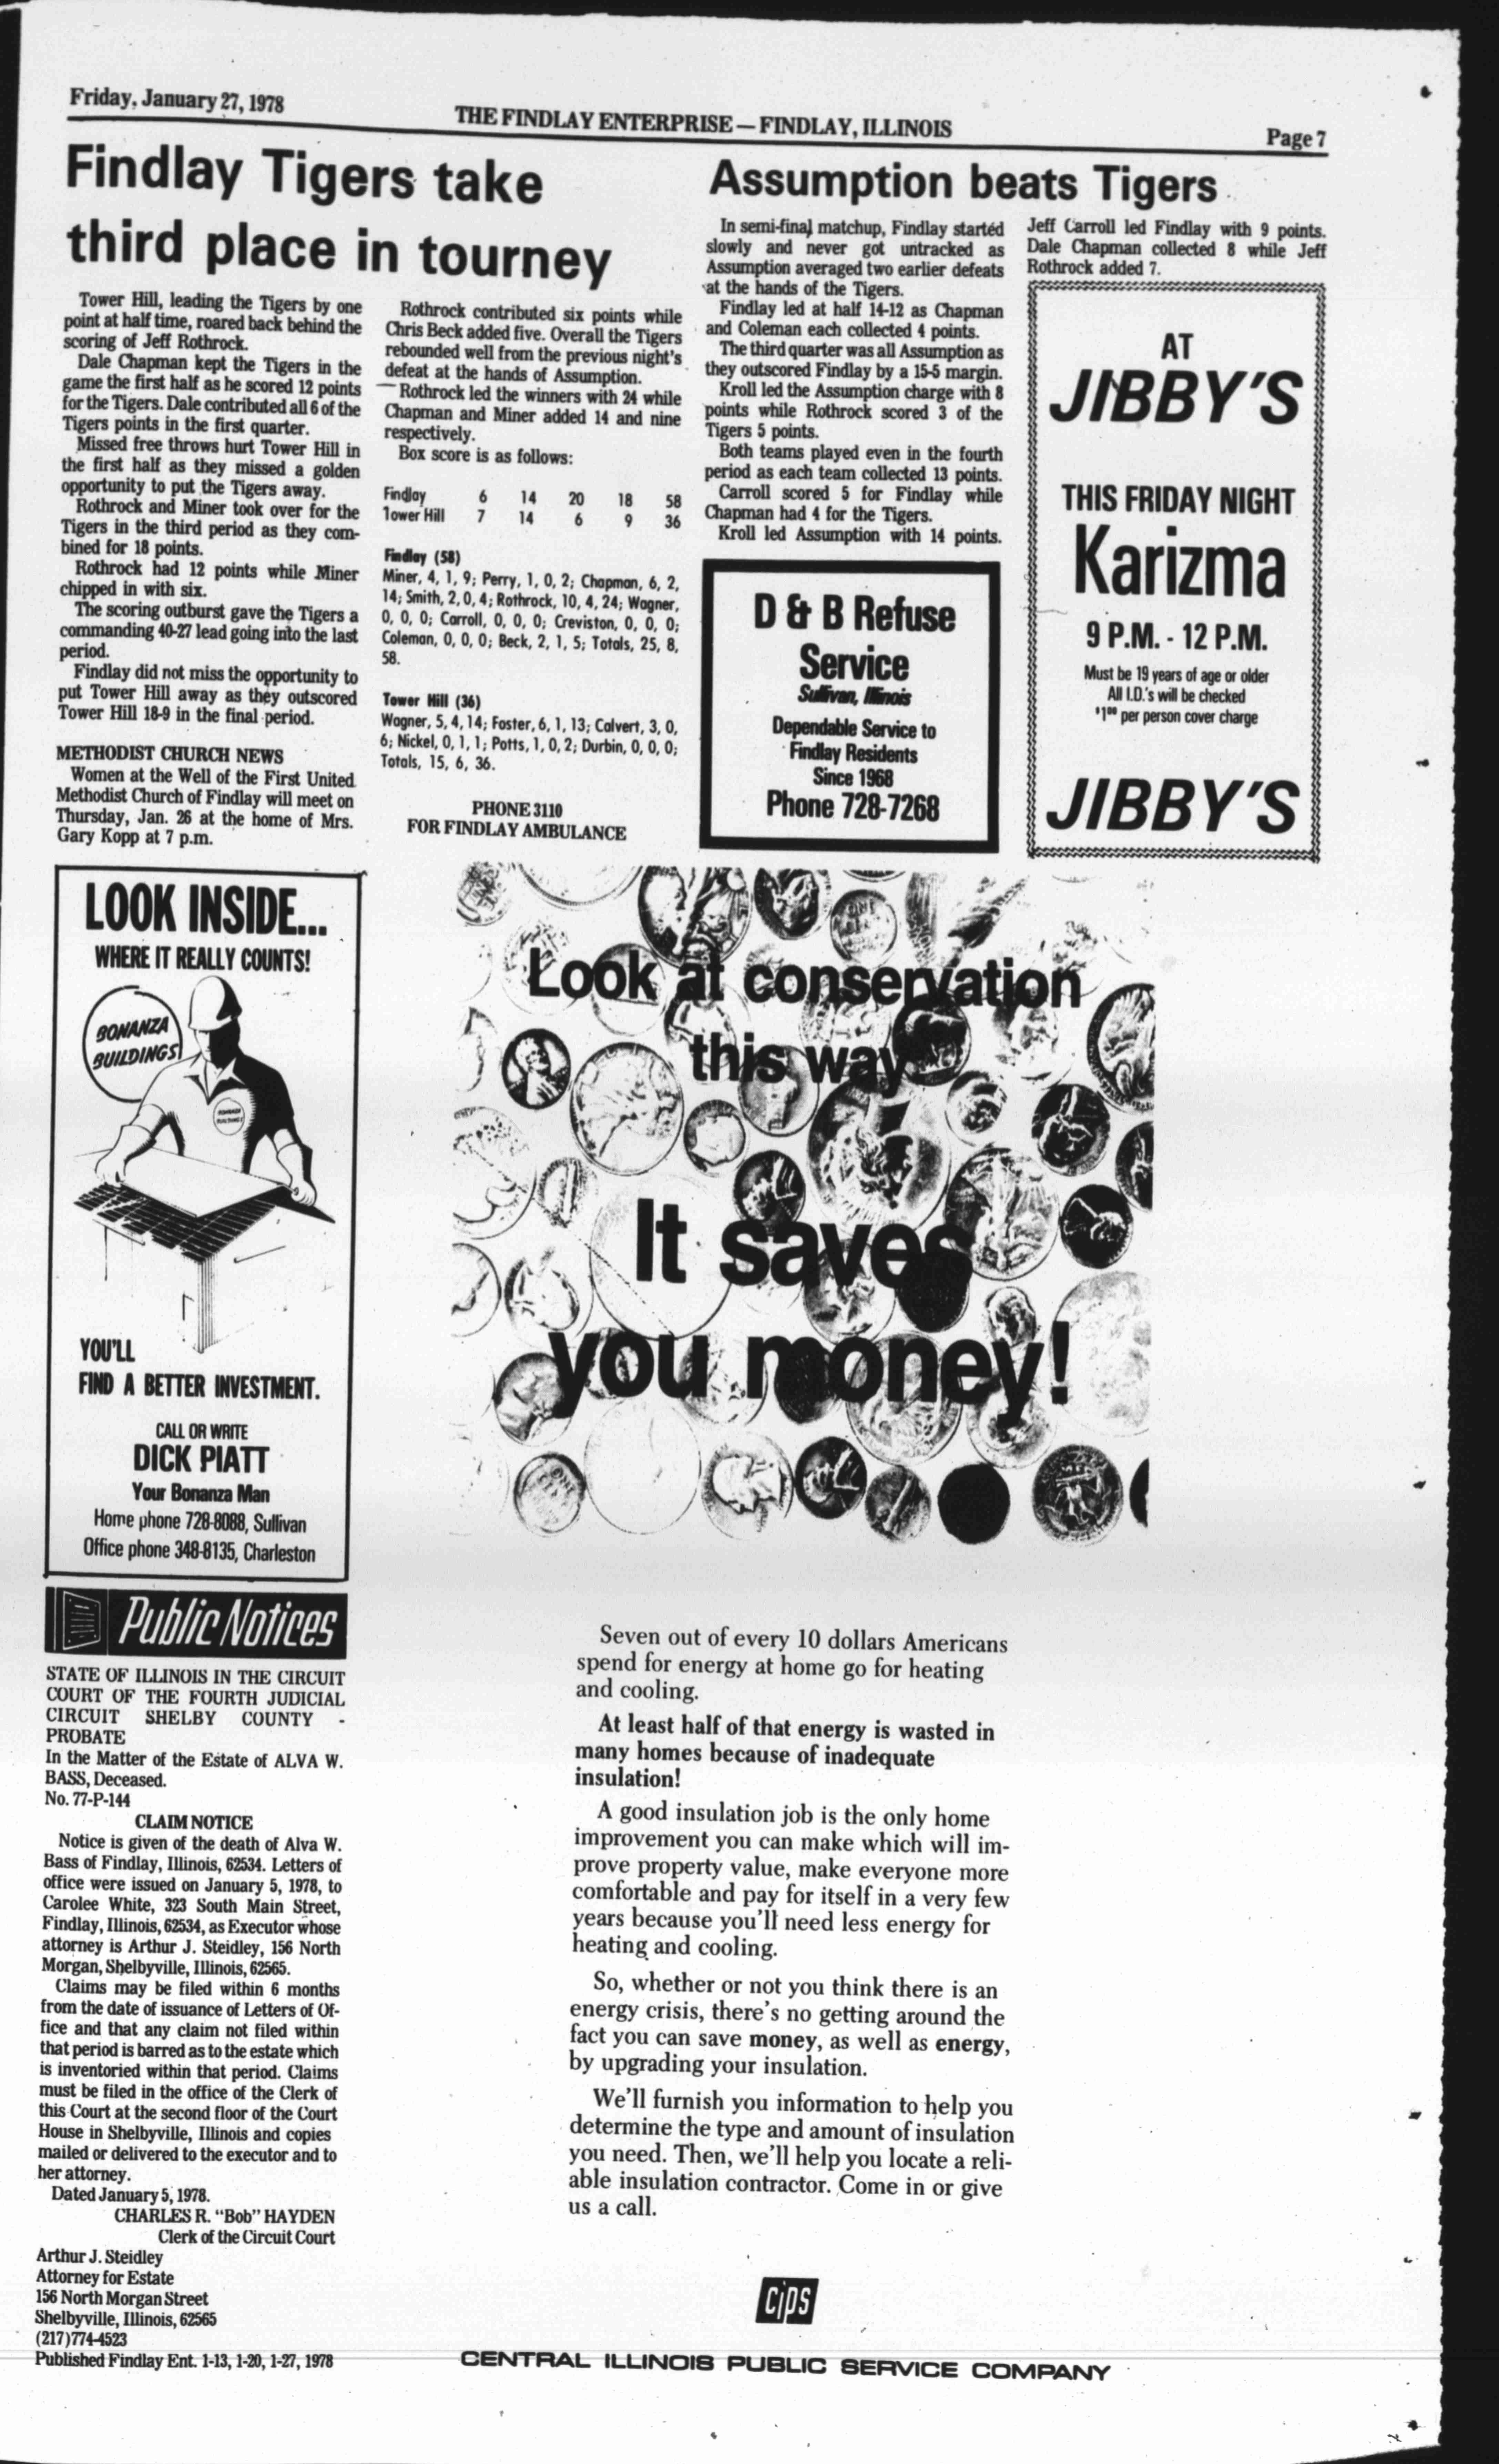 Friday, January 27, 1978
THE FINDLAY ENTERPRISE — FINDLAY, ILLINOIS
Page 7
Findlay Tigers take
third place in tourney
Tower Hill, leading the Tigers by one
point at half time, roared back behind the
scoring of Jeff Rothrock.
Dale Chapman kept the Tigers in the
game the first half as he scored 12 points
for the Tigers. Dale contributed all 6 of the
Tigers points in the first quarter.
Missed free throws hurt Tower Hill in
the first half as they missed a golden
opportunity to put the Tigers away.
Rothrock and Miner took over for the
Tigers in the third period as they com-
bined for 18 points.
Rothrock had 12 points while Miner
chipped in with six.
The scoring outburst gave the Tigers a
commanding 40-27 lead going into the last
period.
Findlay did not miss the opportunity to
put Tower Hill away as they outscored
Tower Hill 18-9 in the final period.
METHODIST CHURCH NEWS
Women at the Well of the First United
Methodist Church of Findlay will meet on
Thursday, Jan. 26 at the home of Mrs.
Gary Kopp at 7 p.m.
Rothrock contributed six points while
Chris Beck added five. Overall the Tigers
rebounded well from the previous night's
defeat at the hands of Assumption.
Rothrock led the winners with 24 while
Chapman and Miner added 14 and nine
respectively.
Box score is as follows:
Findlay 6 14 20 18 58
Tower Hill 7 14 6 9 36
Findlay (58)
Miner, 4, 1, 9; Perry, 1, 0, 2; Chapman, 6, 2,
14; Smith, 2, 0, 4; Rothrock, 10, 4, 24; Wagner,
0, 0, 0; Carroll, 0, 0, 0; Creviston, 0, 0, 0;
Coleman, 0, 0, 0; Beck, 2, 1, 5; Totals, 25, 8,
58.
Tower Hill (36)
Wagner, 5, 4, 14; Foster, 6, 1, 13; Calvert, 3, 0,
6; Nickel, 0, 1, 1; Potts, 1, 0, 2; Durbin, 0, 0, 0;
Totals, 15, 6, 36.
PHONE 3110
FOR FINDLAY AMBULANCE
Assumption beats Tigers
In semi-final matchup, Findlay started
slowly and never got untracked as
Assumption averaged two earlier defeats
at the hands of the Tigers.
Findlay led at half 14-12 as Chapman
and Coleman each collected 4 points.
The third quarter was all Assumption as
they outscored Findlay by a 15-5 margin.
Kroll led the Assumption charge with 8
points while Rothrock scored 3 of the
Tigers 5 points.
Both teams played even in the fourth
period as each team collected 13 points.
Carroll scored 5 for Findlay while
Chapman had 4 for the Tigers.
Kroll led Assumption with 14 points.
Jeff Carroll led Findlay with 9 points.
Dale Chapman collected 8 while Jeff
Rothrock added 7.
D & B Refuse
Service
Sullivan, Illinois
Dependable Service to
Findlay Residents
Since 1968
Phone 728-7268
AT
JIBBY'S
THIS FRIDAY NIGHT
Karizma
9 P.M. - 12 P.M.
Must be 19 years of age or older
All I.D.'s will be checked
$1.00 per person cover charge
JIBBY'S
LOOK INSIDE...
WHERE IT REALLY COUNTS!
BONANZA
BUILDINGS
BONANZA
BUILDINGS
YOU'LL
FIND A BETTER INVESTMENT.
CALL OR WRITE
DICK PIATT
Your Bonanza Man
Home phone 728-8088, Sullivan
Office phone 348-8135, Charleston
Public Notices
STATE OF ILLINOIS IN THE CIRCUIT
COURT OF THE FOURTH JUDICIAL
CIRCUIT SHELBY COUNTY -
PROBATE
In the Matter of the Estate of ALVA W.
BASS, Deceased.
No. 77-P-144
CLAIM NOTICE
Notice is given of the death of Alva W.
Bass of Findlay, Illinois, 62534. Letters of
office were issued on January 5, 1978, to
Carolee White, 323 South Main Street,
Findlay, Illinois, 62534, as Executor whose
attorney is Arthur J. Steidley, 156 North
Morgan, Shelbyville, Illinois, 62565.
Claims may be filed within 6 months
from the date of issuance of Letters of Of-
fice and that any claim not filed within
that period is barred as to the estate which
is inventoried within that period. Claims
must be filed in the office of the Clerk of
this Court at the second floor of the Court
House in Shelbyville, Illinois and copies
mailed or delivered to the executor and to
her attorney.
Dated January 5, 1978.
CHARLES R. "Bob" HAYDEN
Clerk of the Circuit Court
Arthur J. Steidley
Attorney for Estate
156 North Morgan Street
Shelbyville, Illinois, 62565
(217)774-4523
Published Findlay Ent. 1-13, 1-20, 1-27, 1978
Look at conservation
this way
It saves
you money!
Seven out of every 10 dollars Americans
spend for energy at home go for heating
and cooling.
At least half of that energy is wasted in
many homes because of inadequate
insulation!
A good insulation job is the only home
improvement you can make which will im-
prove property value, make everyone more
comfortable and pay for itself in a very few
years because you'll need less energy for
heating and cooling.
So, whether or not you think there is an
energy crisis, there's no getting around the
fact you can save money, as well as energy,
by upgrading your insulation.
We'll furnish you information to help you
determine the type and amount of insulation
you need. Then, we'll help you locate a reli-
able insulation contractor. Come in or give
us a call.
CIPS
CENTRAL ILLINOIS PUBLIC SERVICE COMPANY